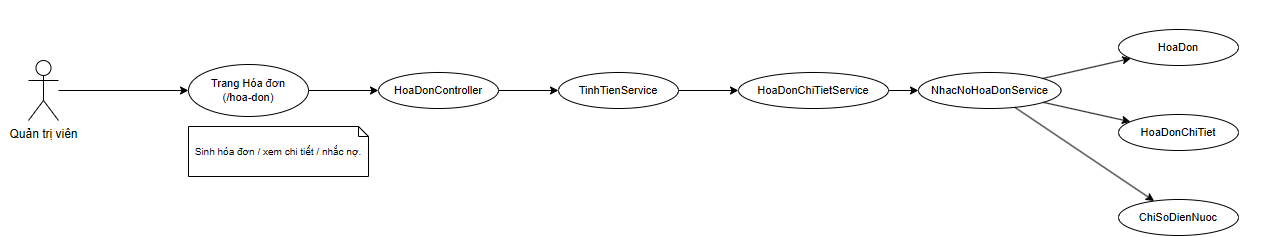 Quản trị viên
Trang Hóa đơn
(/hoa-don)
Sinh hóa đơn / xem chi tiết / nhắc nợ.
HoaDonController
TinhTienService
HoaDonChiTietService
NhacNoHoaDonService
HoaDon
HoaDonChiTiet
ChiSoDienNuoc